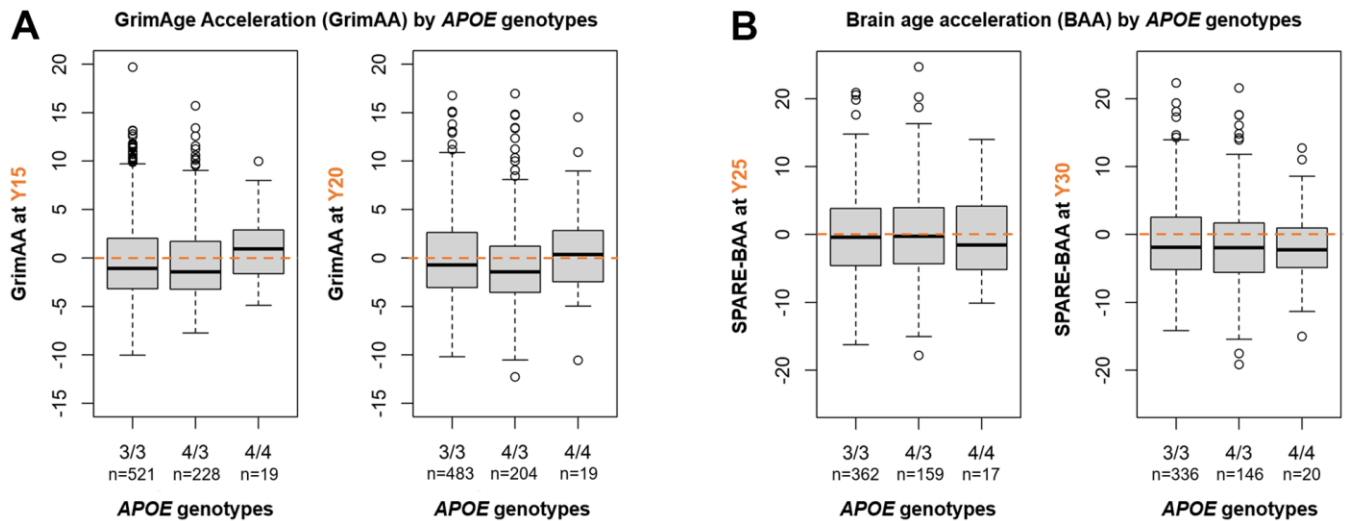 A
GrimAge Acceleration (GrimAA) by APOE genotypes
GrimAA at Y15
20
15
10
5
0
-5
-10
-15
3/3 4/3 4/4
n=521 n=228 n=19
APOE genotypes
GrimAA at Y20
20
15
10
5
0
-5
-10
-15
3/3 4/3 4/4
n=483 n=204 n=19
APOE genotypes
B
Brain age acceleration (BAA) by APOE genotypes
SPARE-BAA at Y25
20
10
0
-10
-20
3/3 4/3 4/4
n=362 n=159 n=17
APOE genotypes
SPARE-BAA at Y30
20
10
0
-10
-20
3/3 4/3 4/4
n=336 n=146 n=20
APOE genotypes